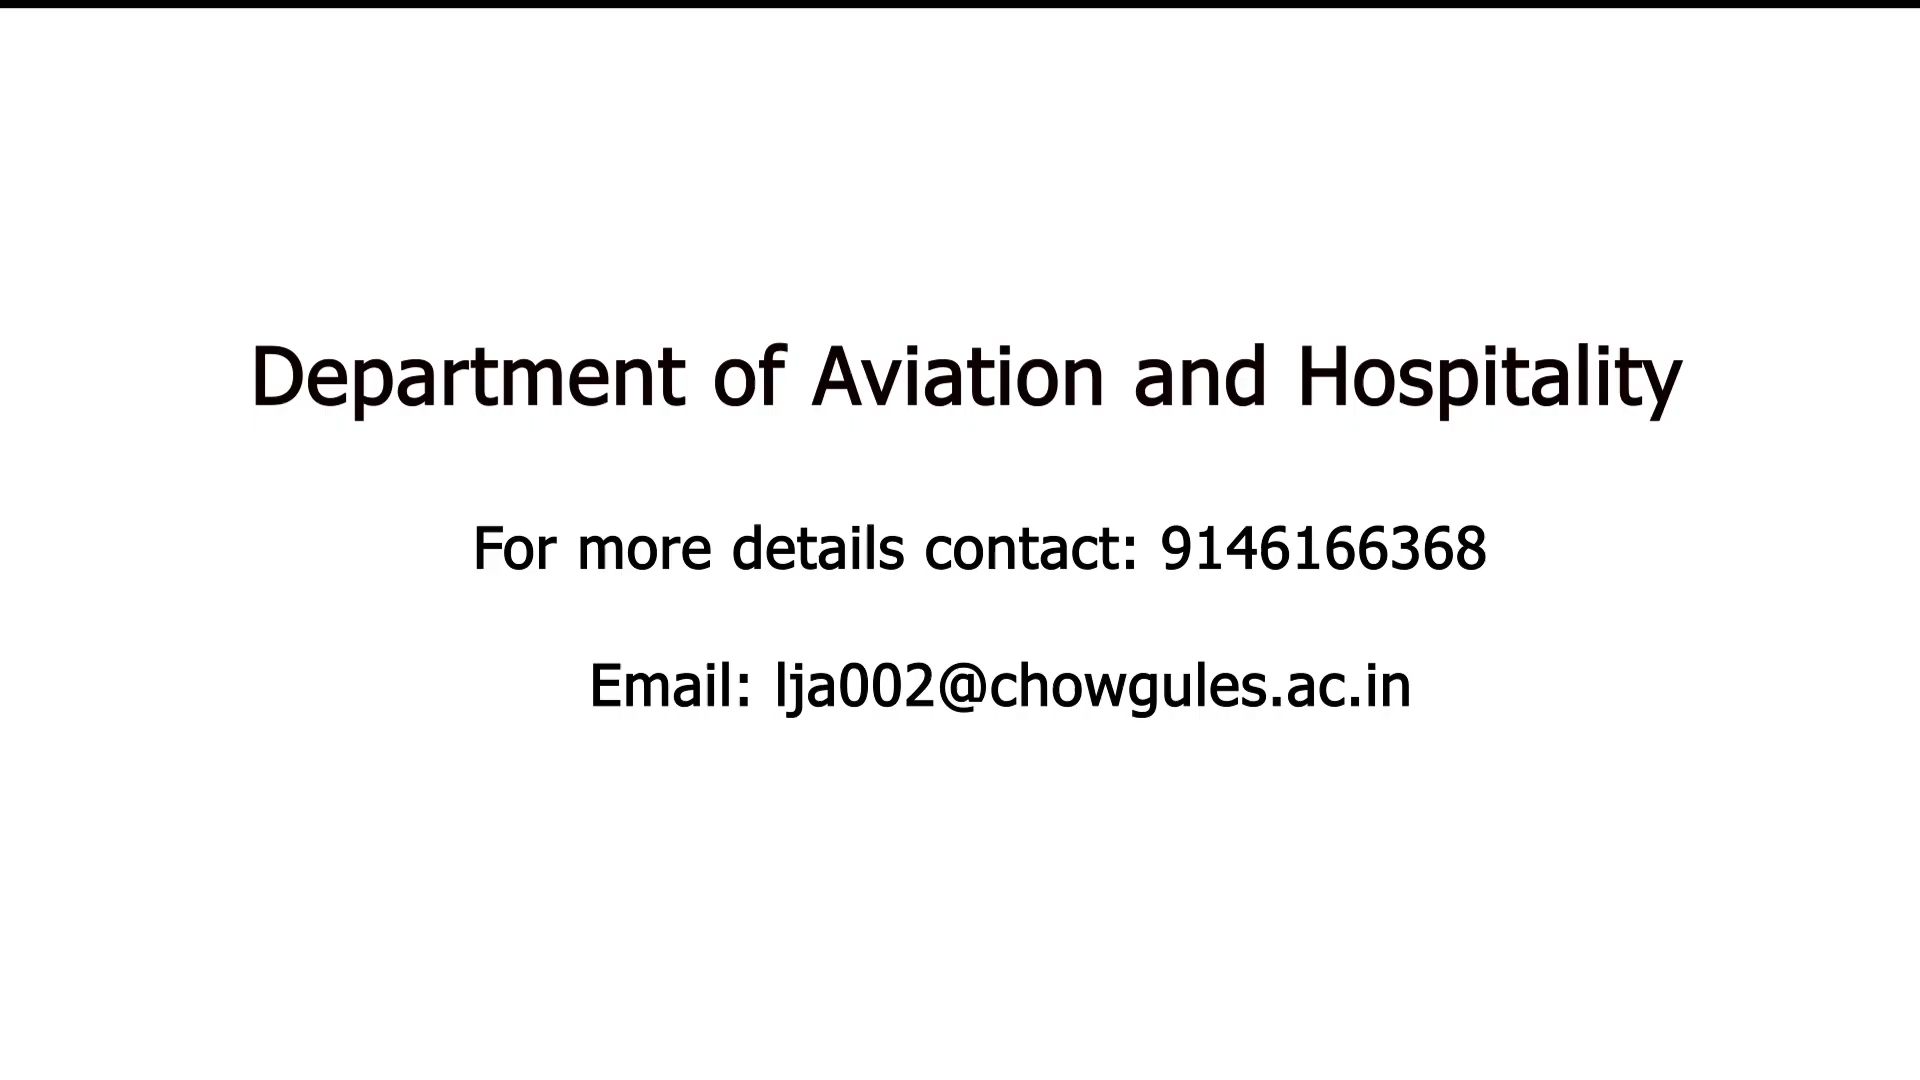 Department of Aviation and Hospitality
For more details contact: 9146166368
Email: lja002@chowgules.ac.in